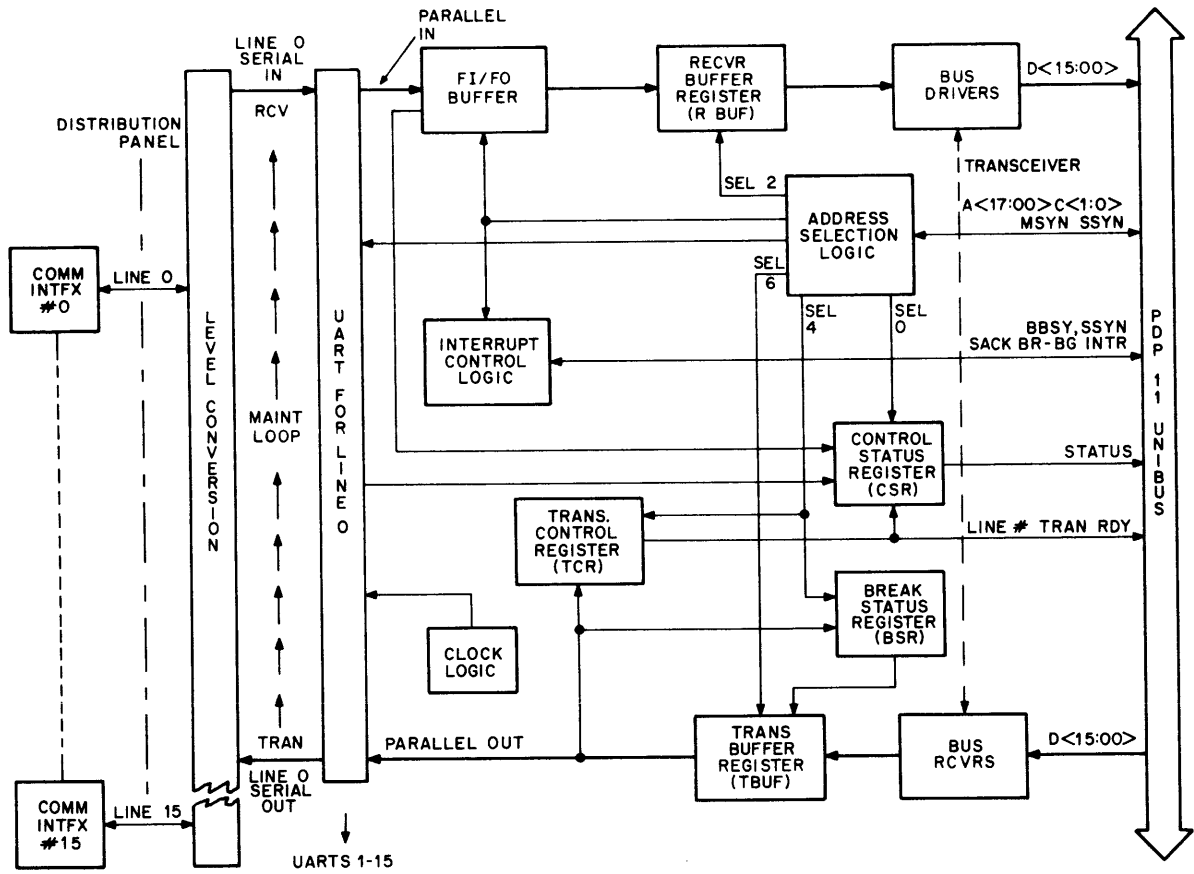 PARALLEL
IN
LINE 0
SERIAL
IN
RCV
FI/FO
BUFFER
RECVR
BUFFER
REGISTER
(R BUF)
BUS
DRIVERS
D<15:00>
DISTRIBUTION
PANEL
TRANSCEIVER
SEL 2
ADDRESS
SELECTION
LOGIC
A<17:00>C<1:0>
MSYN SSYN
COMM
INTFX
#0
LINE 0
SEL
6
SEL
4
SEL
0
LEVEL CONVERSION
UART FOR LINE 0
INTERRUPT
CONTROL
LOGIC
BBSY, SSYN
SACK BR-BG INTR
PDP 11 UNIBUS
MAINT
LOOP
CONTROL
STATUS
REGISTER
(CSR)
STATUS
TRANS.
CONTROL
REGISTER
(TCR)
LINE # TRAN RDY
BREAK
STATUS
REGISTER
(BSR)
CLOCK
LOGIC
TRAN
LINE 0
SERIAL
OUT
PARALLEL OUT
TRANS
BUFFER
REGISTER
(TBUF)
BUS
RCVRS
D<15:00>
COMM
INTFX
#15
LINE 15
UARTS 1-15